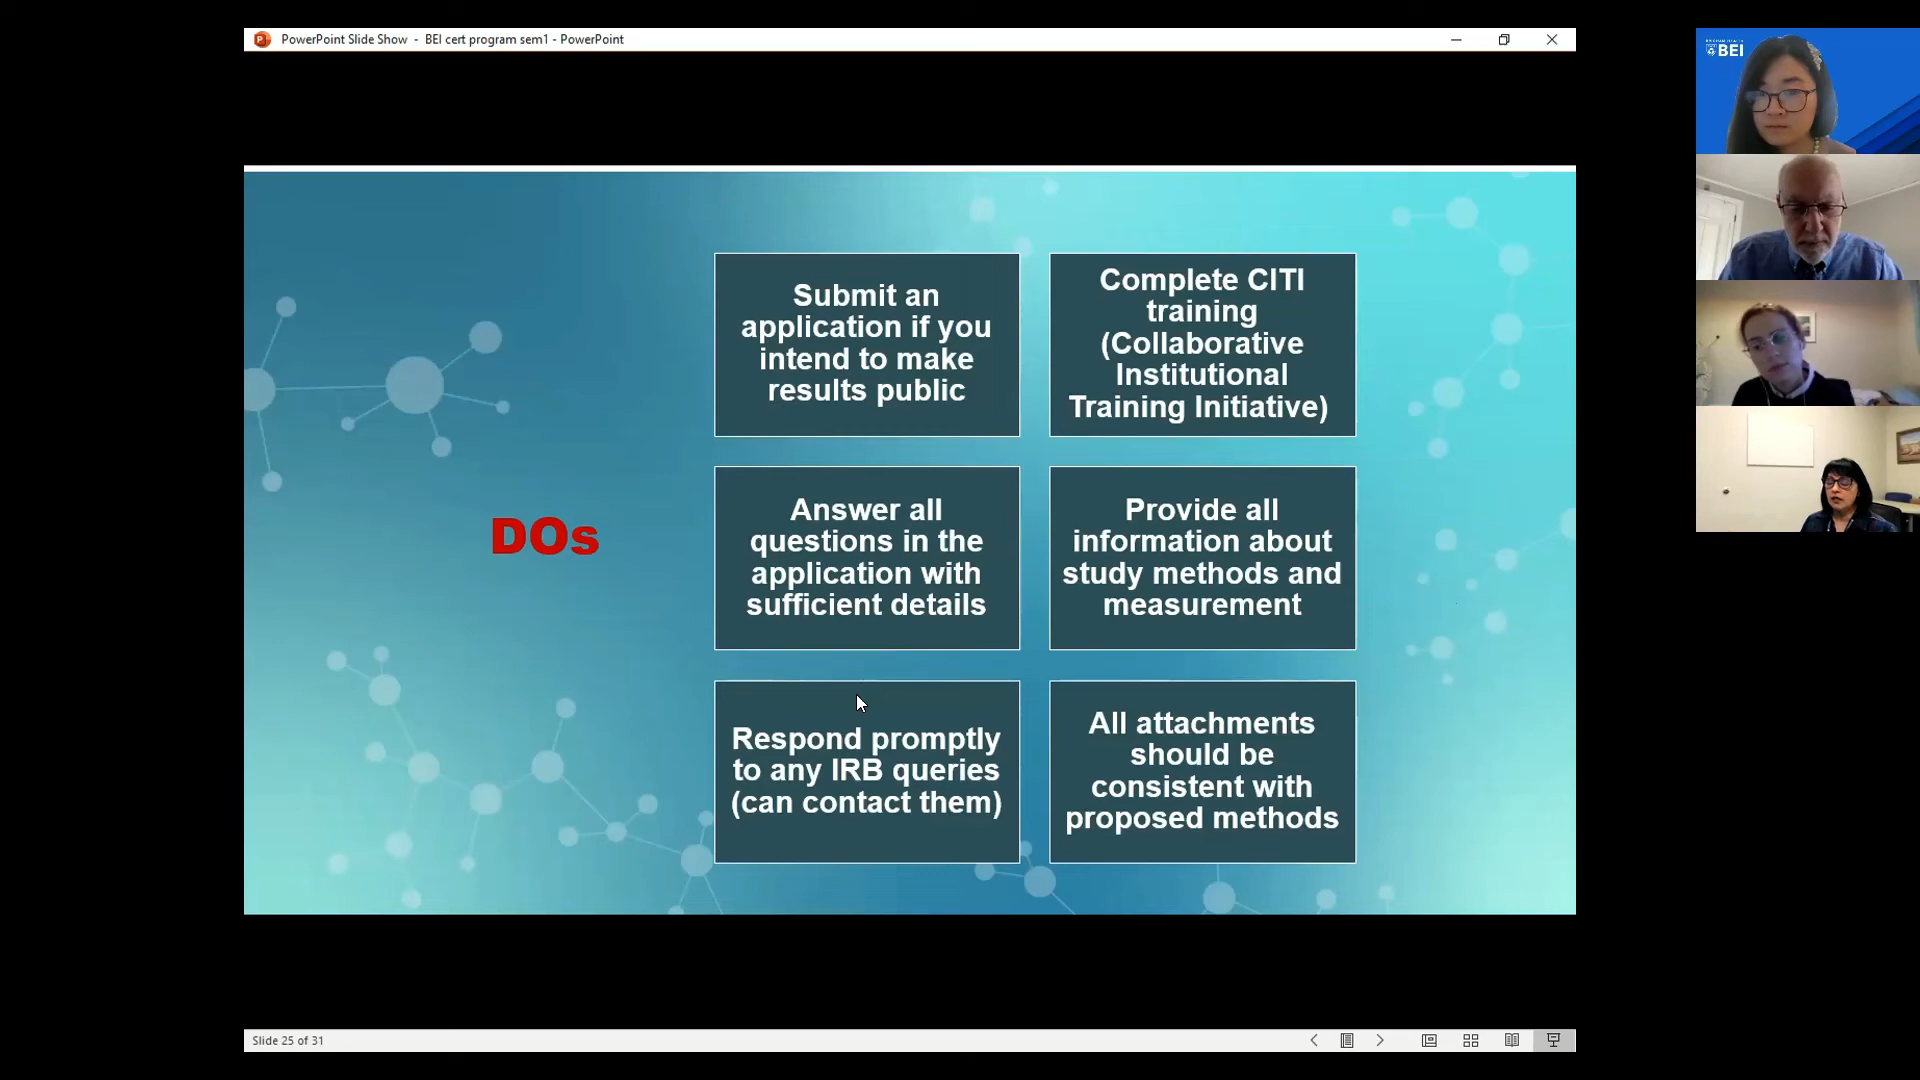 PowerPoint Slide Show - BEI cert program sem1 - PowerPoint
BEI
DOs
Submit an
application if you
intend to make
results public
Complete CITI
training
(Collaborative
Institutional
Training Initiative)
Answer all
questions in the
application with
sufficient details
Provide all
information about
study methods and
measurement
Respond promptly
to any IRB queries
(can contact them)
All attachments
should be
consistent with
proposed methods
Slide 25 of 31